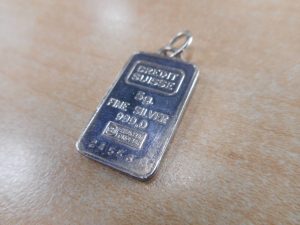 CREDIT
SUISSE
5g.
FINE SILVER
999.0